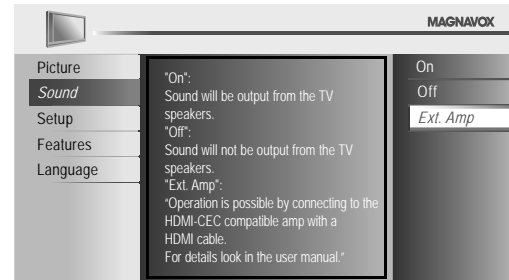 MAGNAVOX
Picture
Sound
Setup
Features
Language
"On":
Sound will be output from the TV
speakers.
"Off":
Sound will not be output from the TV
speakers.
"Ext. Amp":
"Operation is possible by connecting to the
HDMI-CEC compatible amp with a
HDMI cable.
For details look in the user manual."
On
Off
Ext. Amp